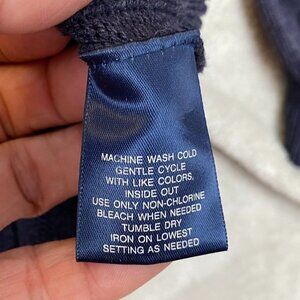 MACHINE WASH COLD
GENTLE CYCLE
WITH LIKE COLORS,
INSIDE OUT
USE ONLY NON-CHLORINE
BLEACH WHEN NEEDED
TUMBLE DRY
IRON ON LOWEST
SETTING AS NEEDED